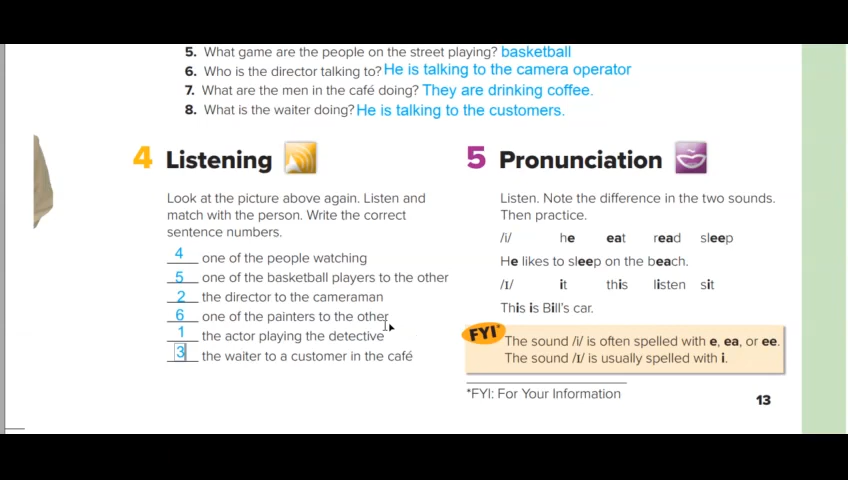 5. What game are the people on the street playing? basketball
6. Who is the director talking to? He is talking to the camera operator
7. What are the men in the café doing? They are drinking coffee.
8. What is the waiter doing? He is talking to the customers.
4 Listening
Look at the picture above again. Listen and
match with the person. Write the correct
sentence numbers.
4 one of the people watching
5 one of the basketball players to the other
2 the director to the cameraman
6 one of the painters to the other
1 the actor playing the detective
3 the waiter to a customer in the café
5 Pronunciation
Listen. Note the difference in the two sounds.
Then practice.
/i/ he eat read sleep
He likes to sleep on the beach.
/ɪ/ it this listen sit
This is Bill's car.
FYI*
The sound /i/ is often spelled with e, ea, or ee.
The sound /ɪ/ is usually spelled with i.
*FYI: For Your Information
13